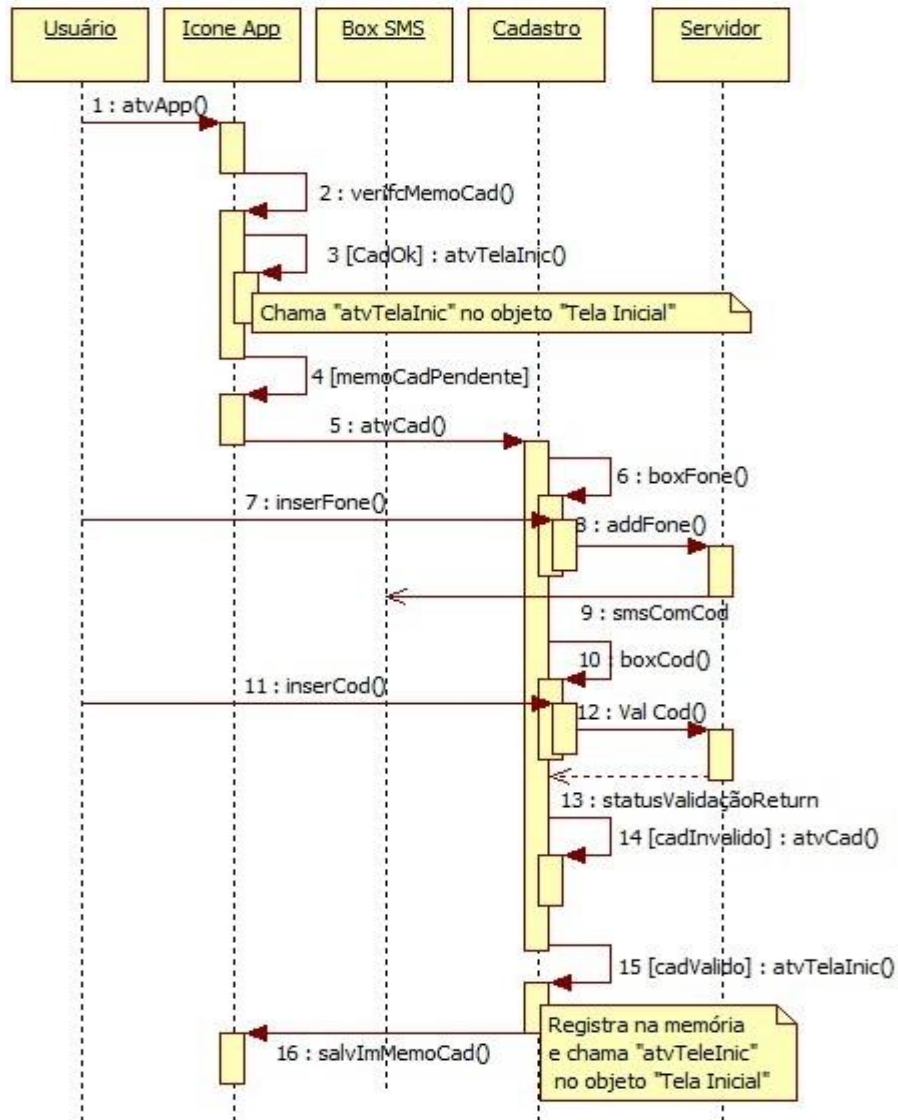 Usuário
Icone App
Box SMS
Cadastro
Servidor
1 : atvApp()
2 : verifcMemoCad()
3 [CadOk] : atvTelaInic()
Chama "atvTelaInic" no objeto "Tela Inicial"
4 [memoCadPendente]
5 : atvCad()
6 : boxFone()
7 : inserFone()
8 : addFone()
9 : smsComCod
10 : boxCod()
11 : inserCod()
12 : Val Cod()
13 : statusValidaçãoReturn
14 [cadInvalido] : atvCad()
15 [cadValido] : atvTelaInic()
Registra na memória
e chama "atvTeleInic"
no objeto "Tela Inicial"
16 : salvImMemoCad()